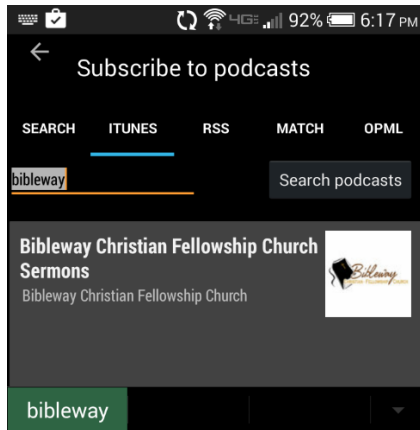 4G 92% 6:17 PM
Subscribe to podcasts
SEARCH ITUNES RSS MATCH OPML
bibleway Search podcasts
Bibleway Christian Fellowship Church
Sermons
Bibleway Christian Fellowship Church
Bibleway
bibleway